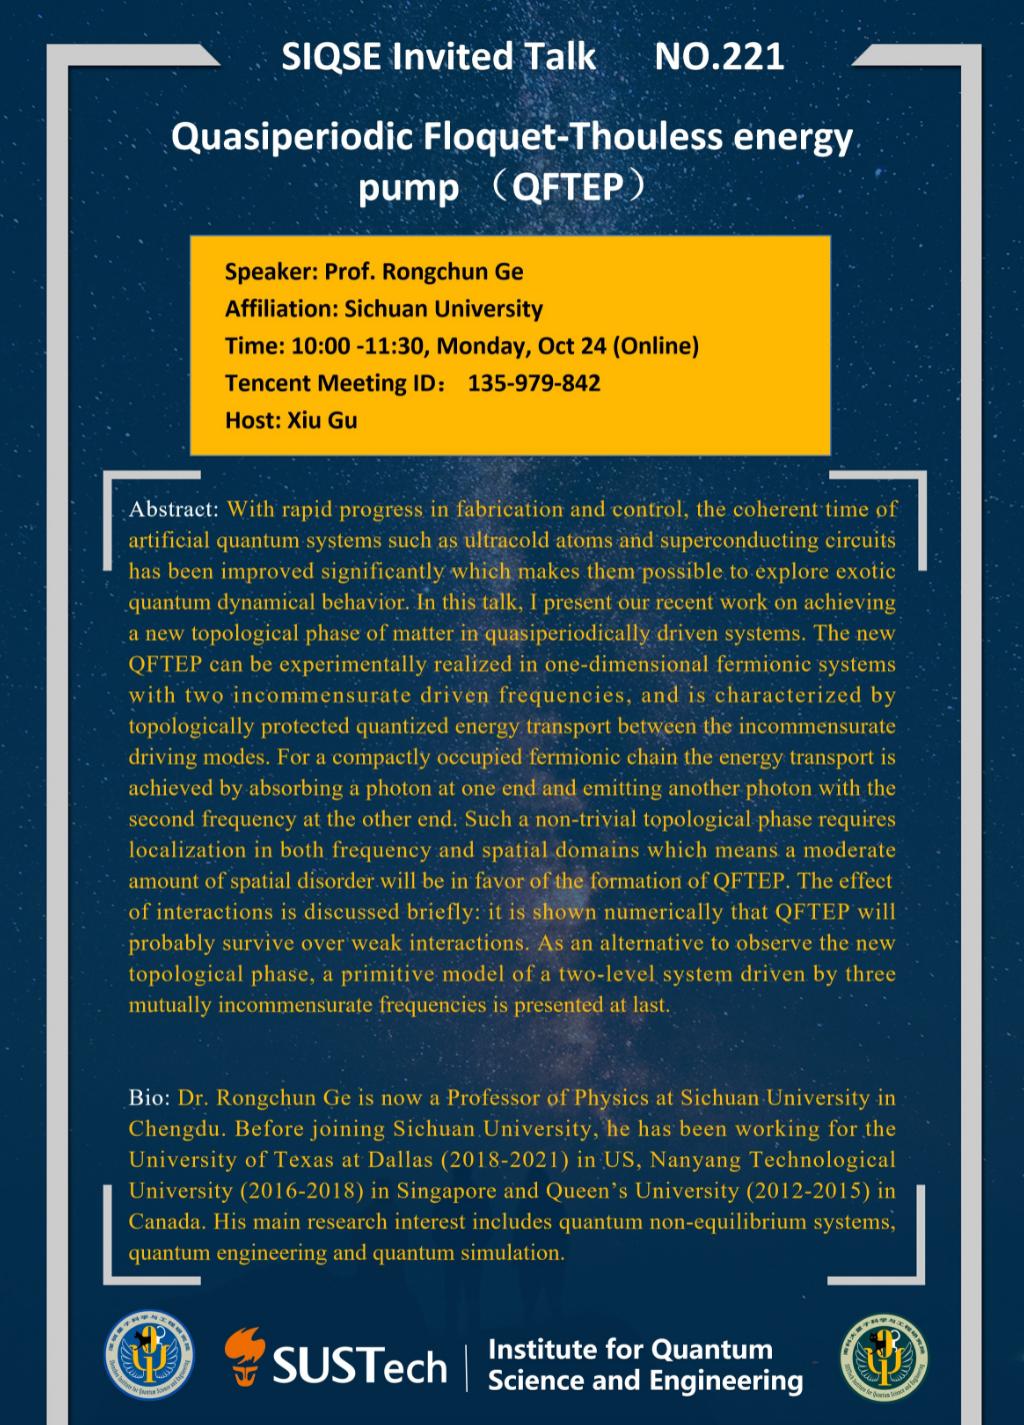 SIQSE Invited Talk NO.221
Quasiperiodic Floquet-Thouless energy
pump （QFTEP）
Speaker: Prof. Rongchun Ge
Affiliation: Sichuan University
Time: 10:00 -11:30, Monday, Oct 24 (Online)
Tencent Meeting ID： 135-979-842
Host: Xiu Gu
Abstract: With rapid progress in fabrication and control, the coherent time of
artificial quantum systems such as ultracold atoms and superconducting circuits
has been improved significantly which makes them possible to explore exotic
quantum dynamical behavior. In this talk, I present our recent work on achieving
a new topological phase of matter in quasiperiodically driven systems. The new
QFTEP can be experimentally realized in one-dimensional fermionic systems
with two incommensurate driven frequencies, and is characterized by
topologically protected quantized energy transport between the incommensurate
driving modes. For a compactly occupied fermionic chain the energy transport is
achieved by absorbing a photon at one end and emitting another photon with the
second frequency at the other end. Such a non-trivial topological phase requires
localization in both frequency and spatial domains which means a moderate
amount of spatial disorder will be in favor of the formation of QFTEP. The effect
of interactions is discussed briefly: it is shown numerically that QFTEP will
probably survive over weak interactions. As an alternative to observe the new
topological phase, a primitive model of a two-level system driven by three
mutually incommensurate frequencies is presented at last.
Bio: Dr. Rongchun Ge is now a Professor of Physics at Sichuan University in
Chengdu. Before joining Sichuan University, he has been working for the
University of Texas at Dallas (2018-2021) in US, Nanyang Technological
University (2016-2018) in Singapore and Queen’s University (2012-2015) in
Canada. His main research interest includes quantum non-equilibrium systems,
quantum engineering and quantum simulation.
SUSTech
Institute for Quantum
Science and Engineering